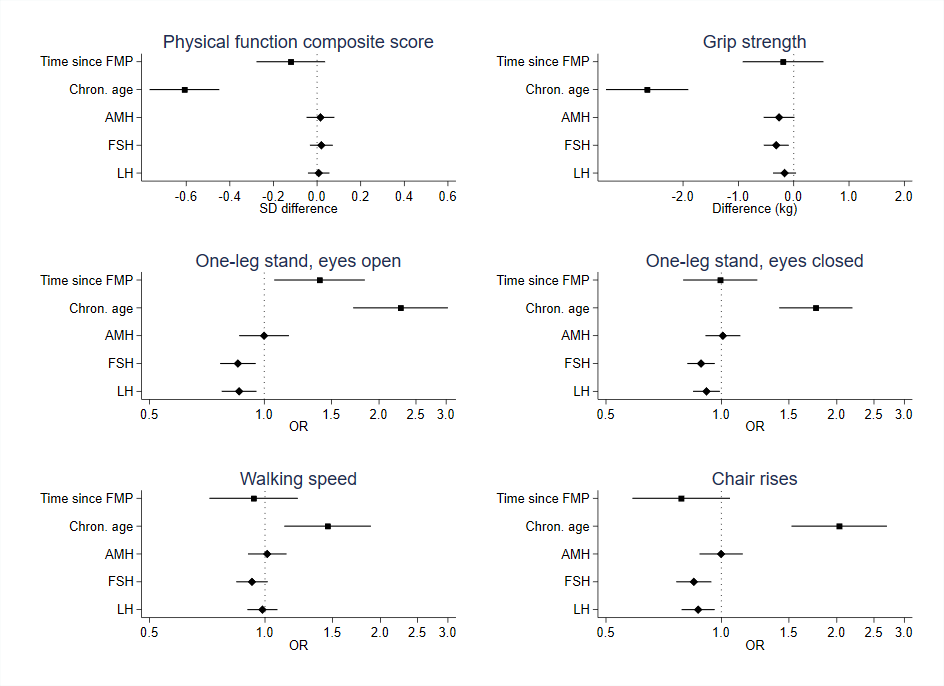 Physical function composite score
Time since FMP
Chron. age
AMH
FSH
LH
-0.6 -0.4 -0.2 0.0 0.2 0.4 0.6
SD difference
Grip strength
Time since FMP
Chron. age
AMH
FSH
LH
-2.0 -1.0 0.0 1.0 2.0
Difference (kg)
One-leg stand, eyes open
Time since FMP
Chron. age
AMH
FSH
LH
0.5 1.0 1.5 2.0 2.5 3.0
OR
One-leg stand, eyes closed
Time since FMP
Chron. age
AMH
FSH
LH
0.5 1.0 1.5 2.0 2.5 3.0
OR
Walking speed
Time since FMP
Chron. age
AMH
FSH
LH
0.5 1.0 1.5 2.0 2.5 3.0
OR
Chair rises
Time since FMP
Chron. age
AMH
FSH
LH
0.5 1.0 1.5 2.0 2.5 3.0
OR